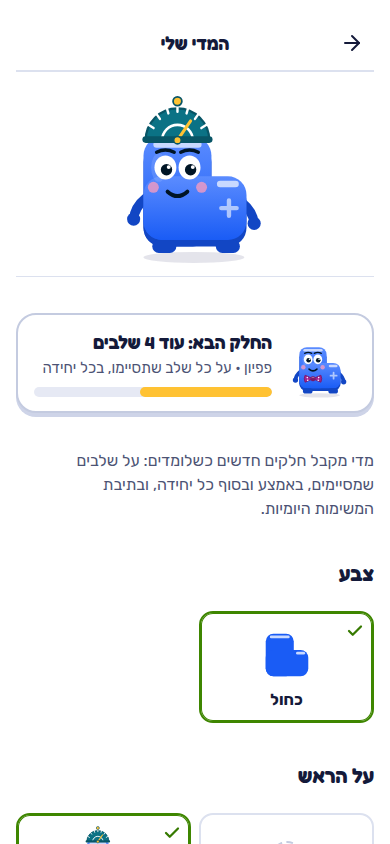 המדי שלי
החלק הבא: עוד 4 שלבים
פפיון • על כל שלב שתסיימו, בכל יחידה
מדי מקבל חלקים חדשים כשלומדים: על שלבים
שמסיימים, באמצע ובסוף כל יחידה, ובתיבת
המשימות היומיות.
צבע
כחול
על הראש